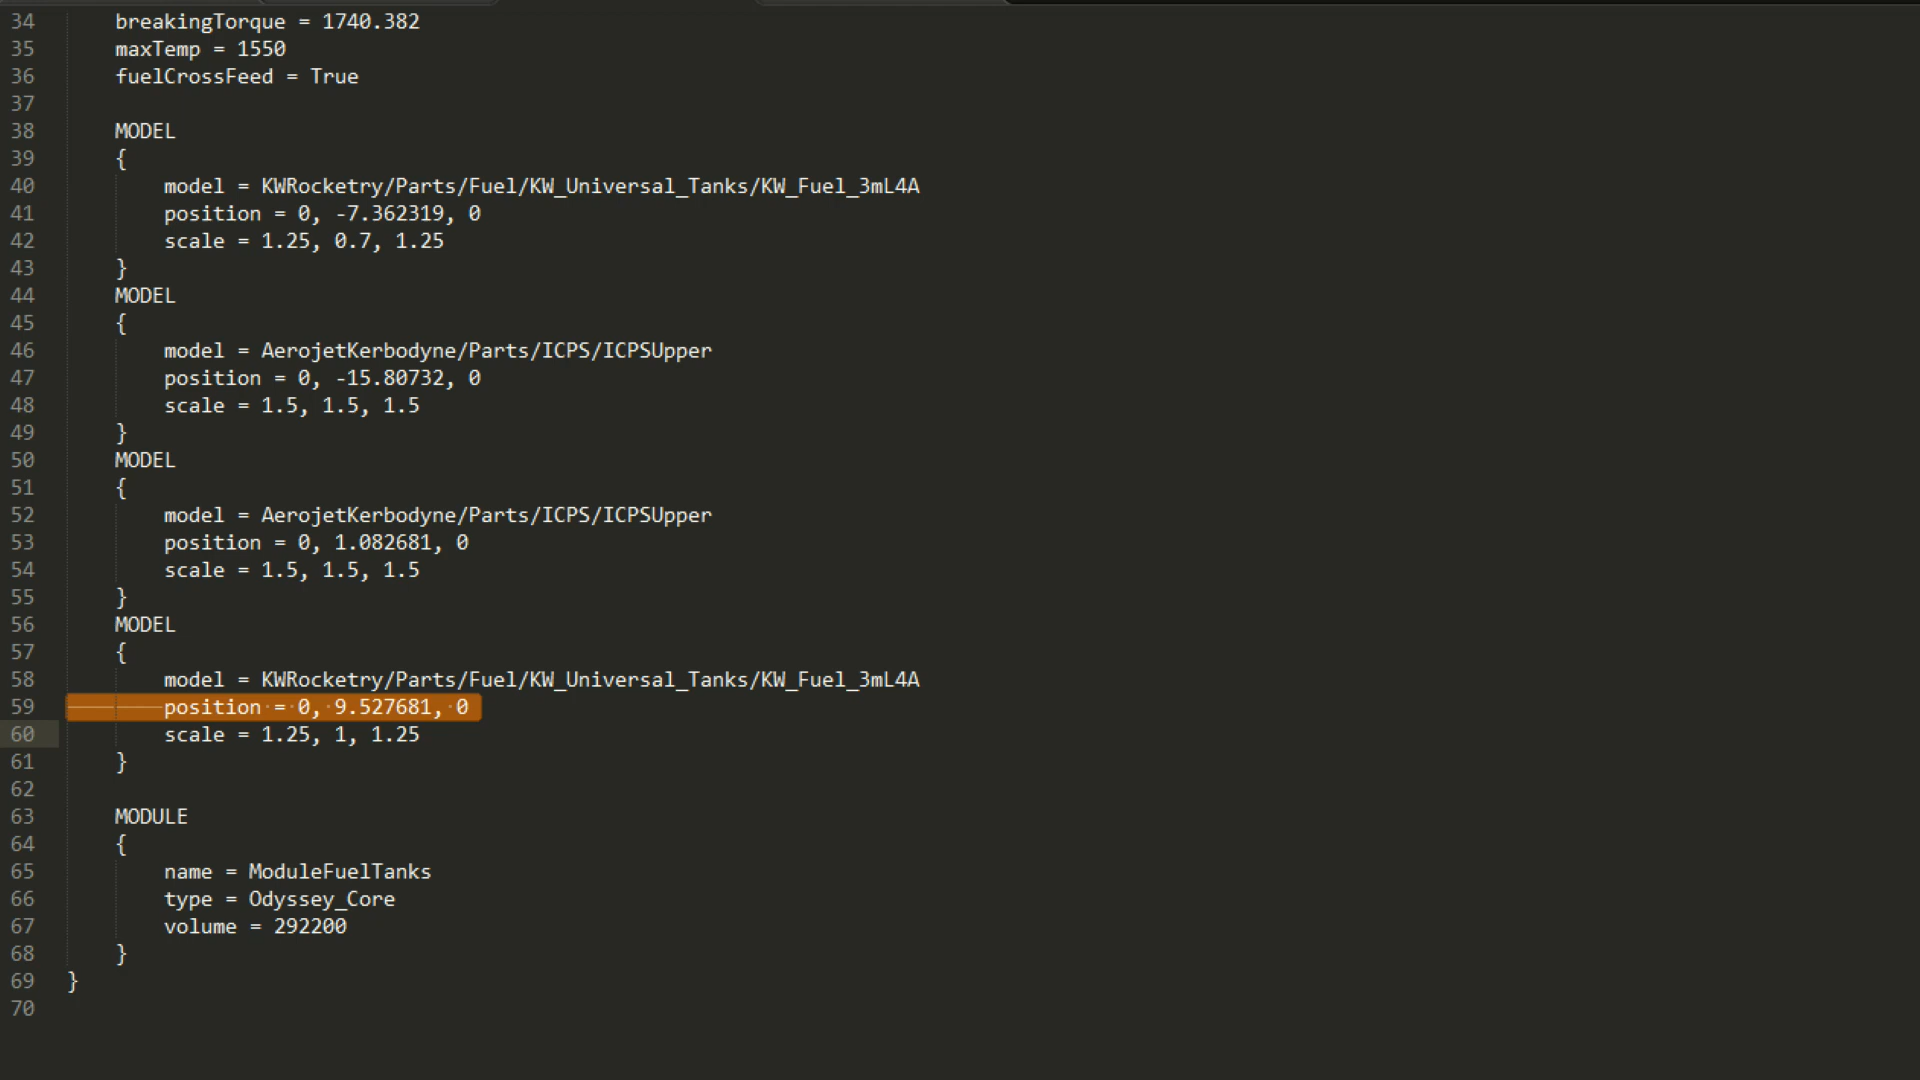 34 breakingTorque = 1740.382
35 maxTemp = 1550
36 fuelCrossFeed = True
37
38 MODEL
39 {
40 model = KWRocketry/Parts/Fuel/KW_Universal_Tanks/KW_Fuel_3mL4A
41 position = 0, -7.362319, 0
42 scale = 1.25, 0.7, 1.25
43 }
44 MODEL
45 {
46 model = AerojetKerbodyne/Parts/ICPS/ICPSUpper
47 position = 0, -15.80732, 0
48 scale = 1.5, 1.5, 1.5
49 }
50 MODEL
51 {
52 model = AerojetKerbodyne/Parts/ICPS/ICPSUpper
53 position = 0, 1.082681, 0
54 scale = 1.5, 1.5, 1.5
55 }
56 MODEL
57 {
58 model = KWRocketry/Parts/Fuel/KW_Universal_Tanks/KW_Fuel_3mL4A
59 position = 0, 9.527681, 0
60 scale = 1.25, 1, 1.25
61 }
62
63 MODULE
64 {
65 name = ModuleFuelTanks
66 type = Odyssey_Core
67 volume = 292200
68 }
69 }
70